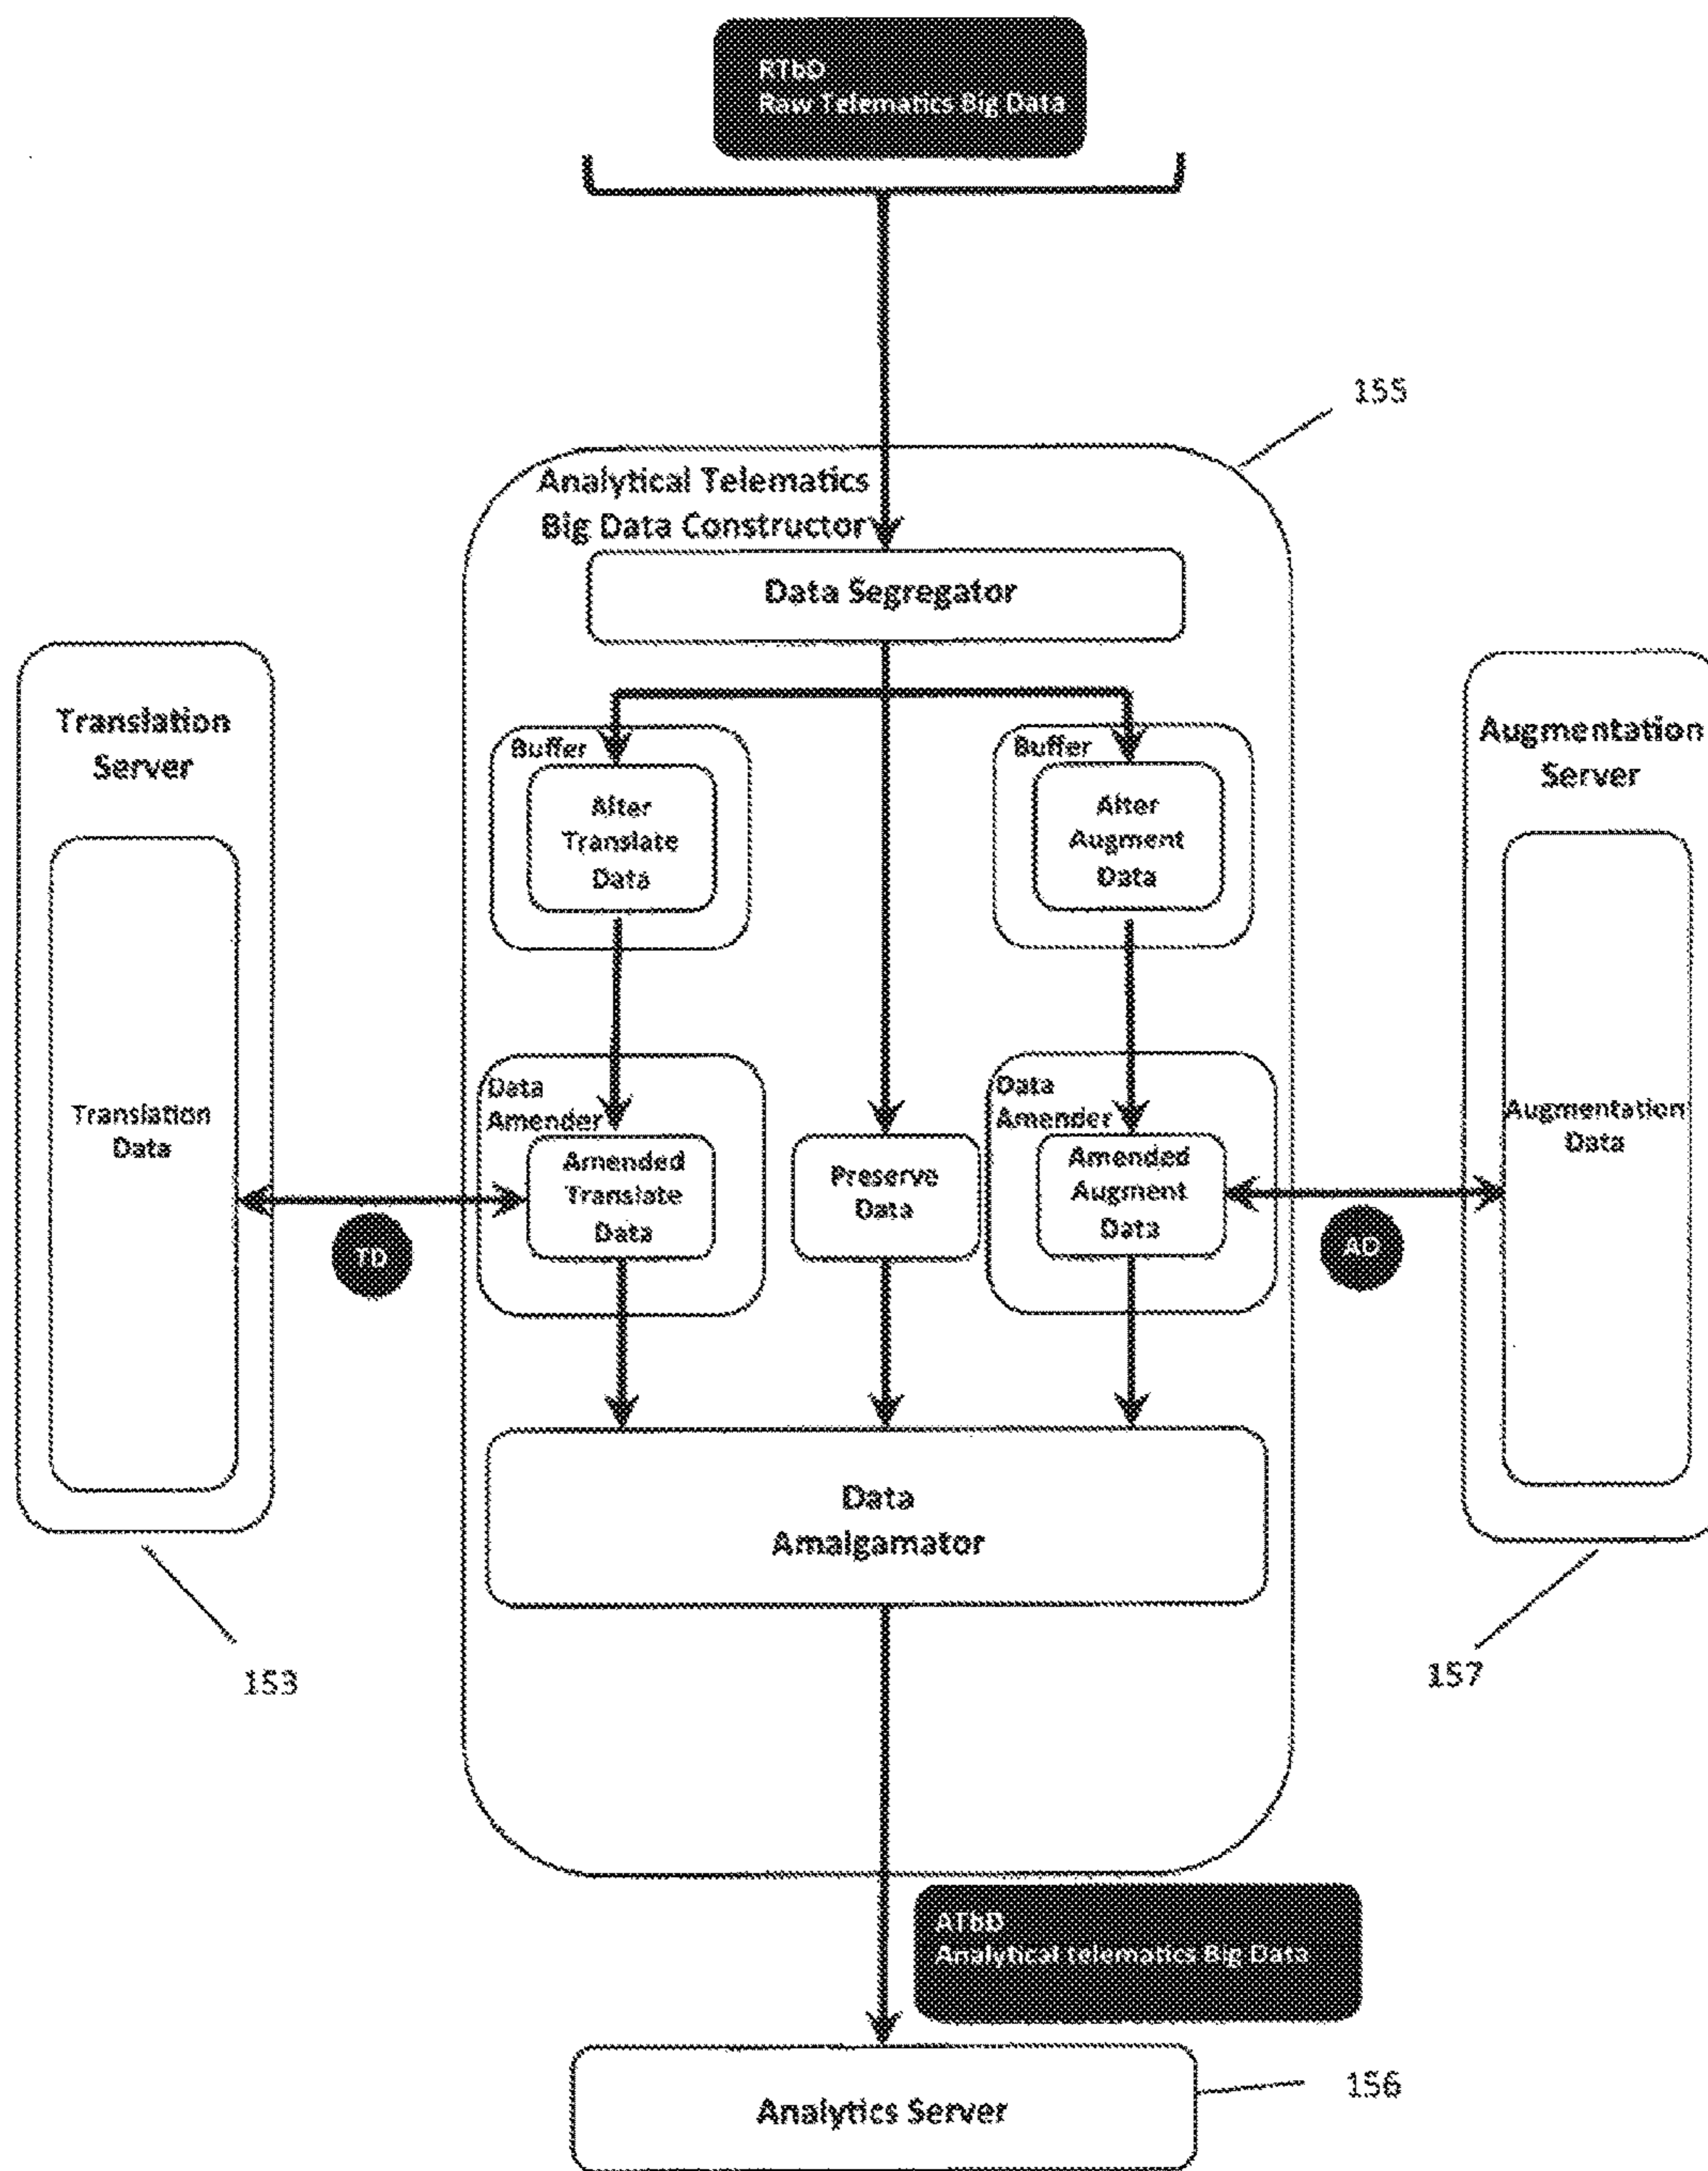 RTbD
Raw Telematics Big Data
155
Analytical Telematics
Big Data Constructor
Data Segregator
Translation
Server
Augmentation
Server
Buffer
Alter
Translate
Data
Buffer
Alter
Augment
Data
Translation
Data
Data
Amender
Amended
Translate
Data
Preserve
Data
Data
Amender
Amended
Augment
Data
Augmentation
Data
TD
AD
Data
Amalgamator
153
157
ATbD
Analytical telematics Big Data
Analytics Server
156